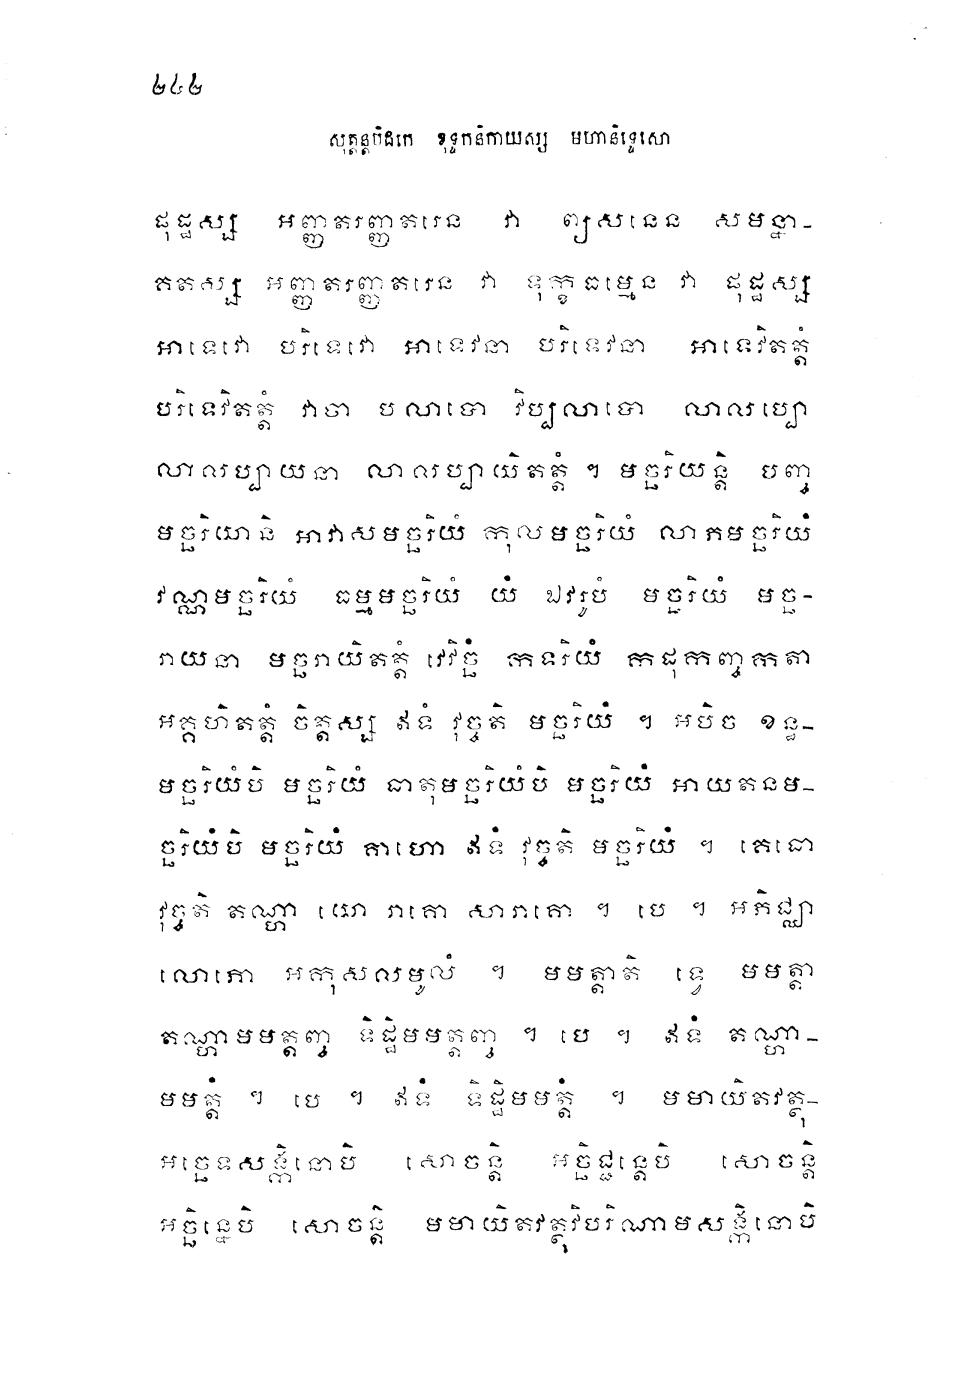 ២៤២
សុត្តន្តបិដកេ ខុទ្ទកនិកាយស្ស មហានិទ្ទេសោ
ផុដ្ឋស្ស អញ្ញតរញ្ញតរេន វា ព្យសនេន សមន្នា-
គតស្ស អញ្ញតរញ្ញតរេន វា ទុក្ខធម្មេន វា ផុដ្ឋស្ស
អាទេវោ បរិទេវោ អាទេវនា បរិទេវនា អាទេវិតត្តំ
បរិទេវិតត្តំ វាចា បលាបោ វិប្បលាបោ លាលប្បោ
លាលប្បាយនា លាលប្បាយិតត្តំ ។ មច្ឆរិយន្តិ បញ្ច
មច្ឆរិយានិ អាវាសមច្ឆរិយំ កុលមច្ឆរិយំ លាភមច្ឆរិយំ
វណ្ណមច្ឆរិយំ ធម្មមច្ឆរិយំ យំ ឯវរូបំ មច្ឆរិយំ មច្ឆ-
រាយនា មច្ឆរាយិតត្តំ វេវិច្ឆំ កទរិយំ កដុកញ្ចុកតា
អគ្គហិតត្តំ ចិត្តស្ស ឥទំ វុច្ចតិ មច្ឆរិយំ ។ អបិច ខន្ធ-
មច្ឆរិយំបិ មច្ឆរិយំ ធាតុមច្ឆរិយំបិ មច្ឆរិយំ អាយតនម-
ច្ឆរិយំបិ មច្ឆរិយំ គាហោ ឥទំ វុច្ចតិ មច្ឆរិយំ ។ គេធោ
វុច្ចតិ តណ្ហា យោ រាគោ សារាគោ ។ បេ ។ អភិជ្ឈា
លោភោ អកុសលមូលំ ។ មមត្តាតិ ទ្វេ មមត្តា
តណ្ហាមមត្តញ្ច ទិដ្ឋិមមត្តញ្ច ។ បេ ។ ឥទំ តណ្ហា-
មមត្តំ ។ បេ ។ ឥទំ ទិដ្ឋិមមត្តំ ។ មមាយិតវត្ថុ-
អច្ឆេទសង្កិនោបិ សោចន្តិ អច្ឆិជ្ជន្តេបិ សោចន្តិ
អច្ឆិន្នេបិ សោចន្តិ មមាយិតវត្ថុវិបរិណាមសង្កិនោបិ